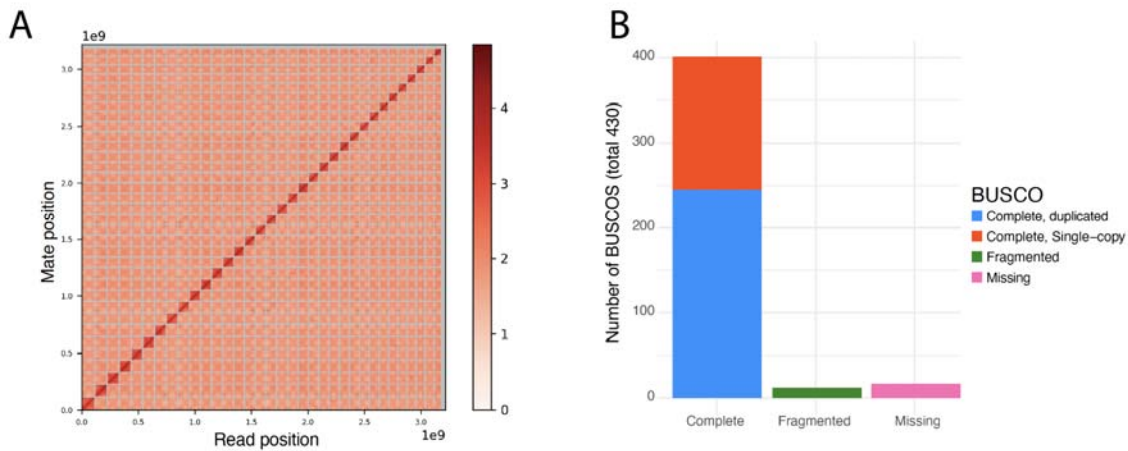 A
1e9
3.0
2.5
2.0
1.5
1.0
0.5
0.0
Mate position
0.0
0.5
1.0
1.5
2.0
2.5
3.0
1e9
Read position
4
3
2
1
0
B
400
300
200
100
0
Number of BUSCOS (total 430)
Complete
Fragmented
Missing
BUSCO
Complete, duplicated
Complete, Single-copy
Fragmented
Missing